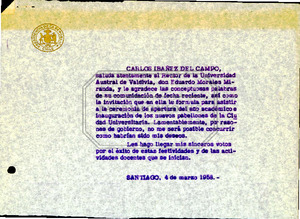 CARLOS IBAÑEZ DEL CAMPO,
saluda atentamente al Rector de la Universidad
Austral de Valdivia, don Eduardo Morales Mi-
randa, y le agradece las conceptuosas palabras
de su comunicación de fecha reciente, así como
la invitación que en ella le formula para asistir
a la ceremonia de apertura del año académico e
inauguración de los nuevos pabellones de la Ciu
dad Universitaria. Lamentablemente, por razo-
nes de gobierno, no me será posible concurrir
como habrían sido mis deseos.
Les hago llegar mis sinceros votos
por el éxito de estas festividades y de las acti-
vidades docentes que se inician.
SANTIAGO, 4 de marzo 1958.-